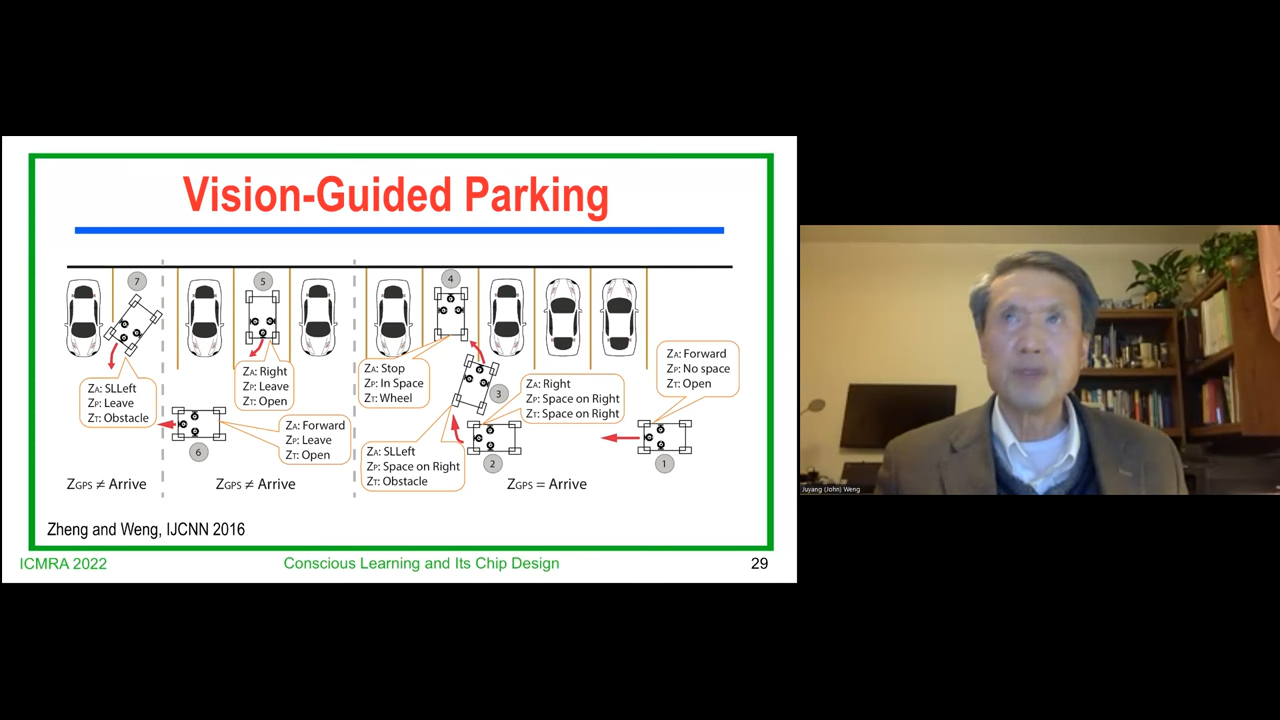 Vision-Guided Parking
7
5
4
ZA: SLLeft
ZP: Leave
ZT: Obstacle
ZA: Right
ZP: Leave
ZT: Open
ZA: Forward
ZP: Leave
ZT: Open
6
ZA: Stop
ZP: In Space
ZT: Wheel
3
ZA: Right
ZP: Space on Right
ZT: Space on Right
ZA: Forward
ZP: No space
ZT: Open
ZA: SLLeft
ZP: Space on Right
ZT: Obstacle
2
1
ZGPS ≠ Arrive
ZGPS ≠ Arrive
ZGPS = Arrive
Zheng and Weng, IJCNN 2016
ICMRA 2022
Conscious Learning and Its Chip Design
29
Juyang (John) Weng